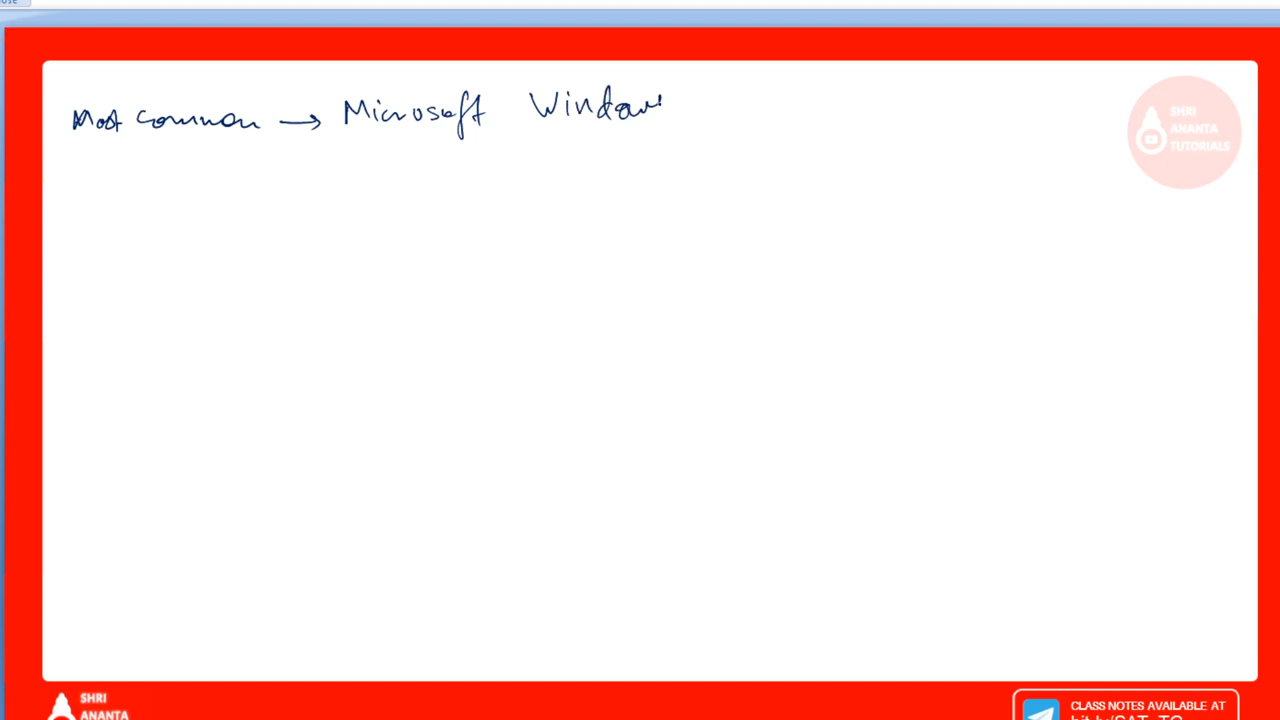 Most common → Microsoft Windows
SHRI
ANANTA
TUTORIALS
SHRI
ANANTA
CLASS NOTES AVAILABLE AT